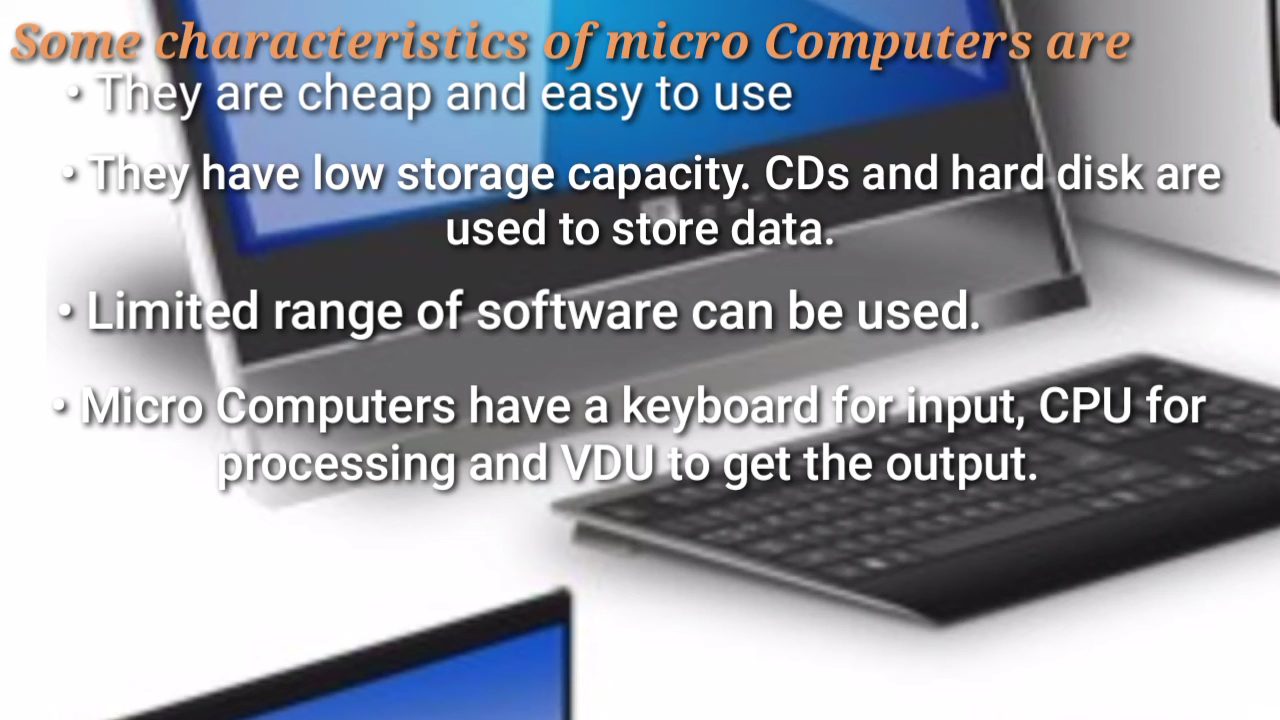 Some characteristics of micro Computers are
• They are cheap and easy to use
• They have low storage capacity. CDs and hard disk are
used to store data.
• Limited range of software can be used.
• Micro Computers have a keyboard for input, CPU for
processing and VDU to get the output.